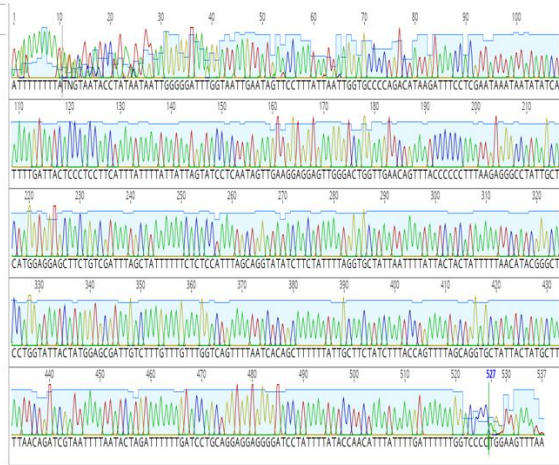 1 10 20 30 40 50 60 70 80 90 100
ATTTTTTTTATNGTAATACCTATAATAATTGGGGGATTTGGTAATTGAATAGTTCCTTTATTAATTGGTGCCCCAGACATAAGATTTCCTCGAATAAATAATATATCA
110 120 130 140 150 160 170 180 190 200 210
TTTTGATTACTCCCTCCTTCATTTATTTTATTATTAGTATCCTCAATAGTTGAAGGAGGAGTTGGGACTGGTTGAACAGTTTACCCCCCTTTAAGAGGGCCTATTGCT
220 230 240 250 260 270 280 290 300 310 320
CATGGAGGAGCTTCTGTCGATTTAGCTATTTTTTCTCTCCATTTAGCAGGTATATCTTCTATTTTAGGTGCTATTAATTTTATTACTACTATTTTTAACATACGGGCT
330 340 350 360 370 380 390 400 410 420 430
CCTGGTATTACTATGGAGCGATTGTCTTTGTTTGTTTGGTCAGTTTTAATCACAGCTTTTTTATTGCTTCTATCTTTACCAGTTTTAGCAGGTGCTATTACTATGCTT
440 450 460 470 480 490 500 510 520 527 530 537
TTAACAGATCGTAATTTTAATACTAGATTTTTTGATCCTGCAGGAGGAGGGGATCCTATTTTATACCAACATTTATTTTGATTTTTTGGTCCCCTGGAAGTTTAA